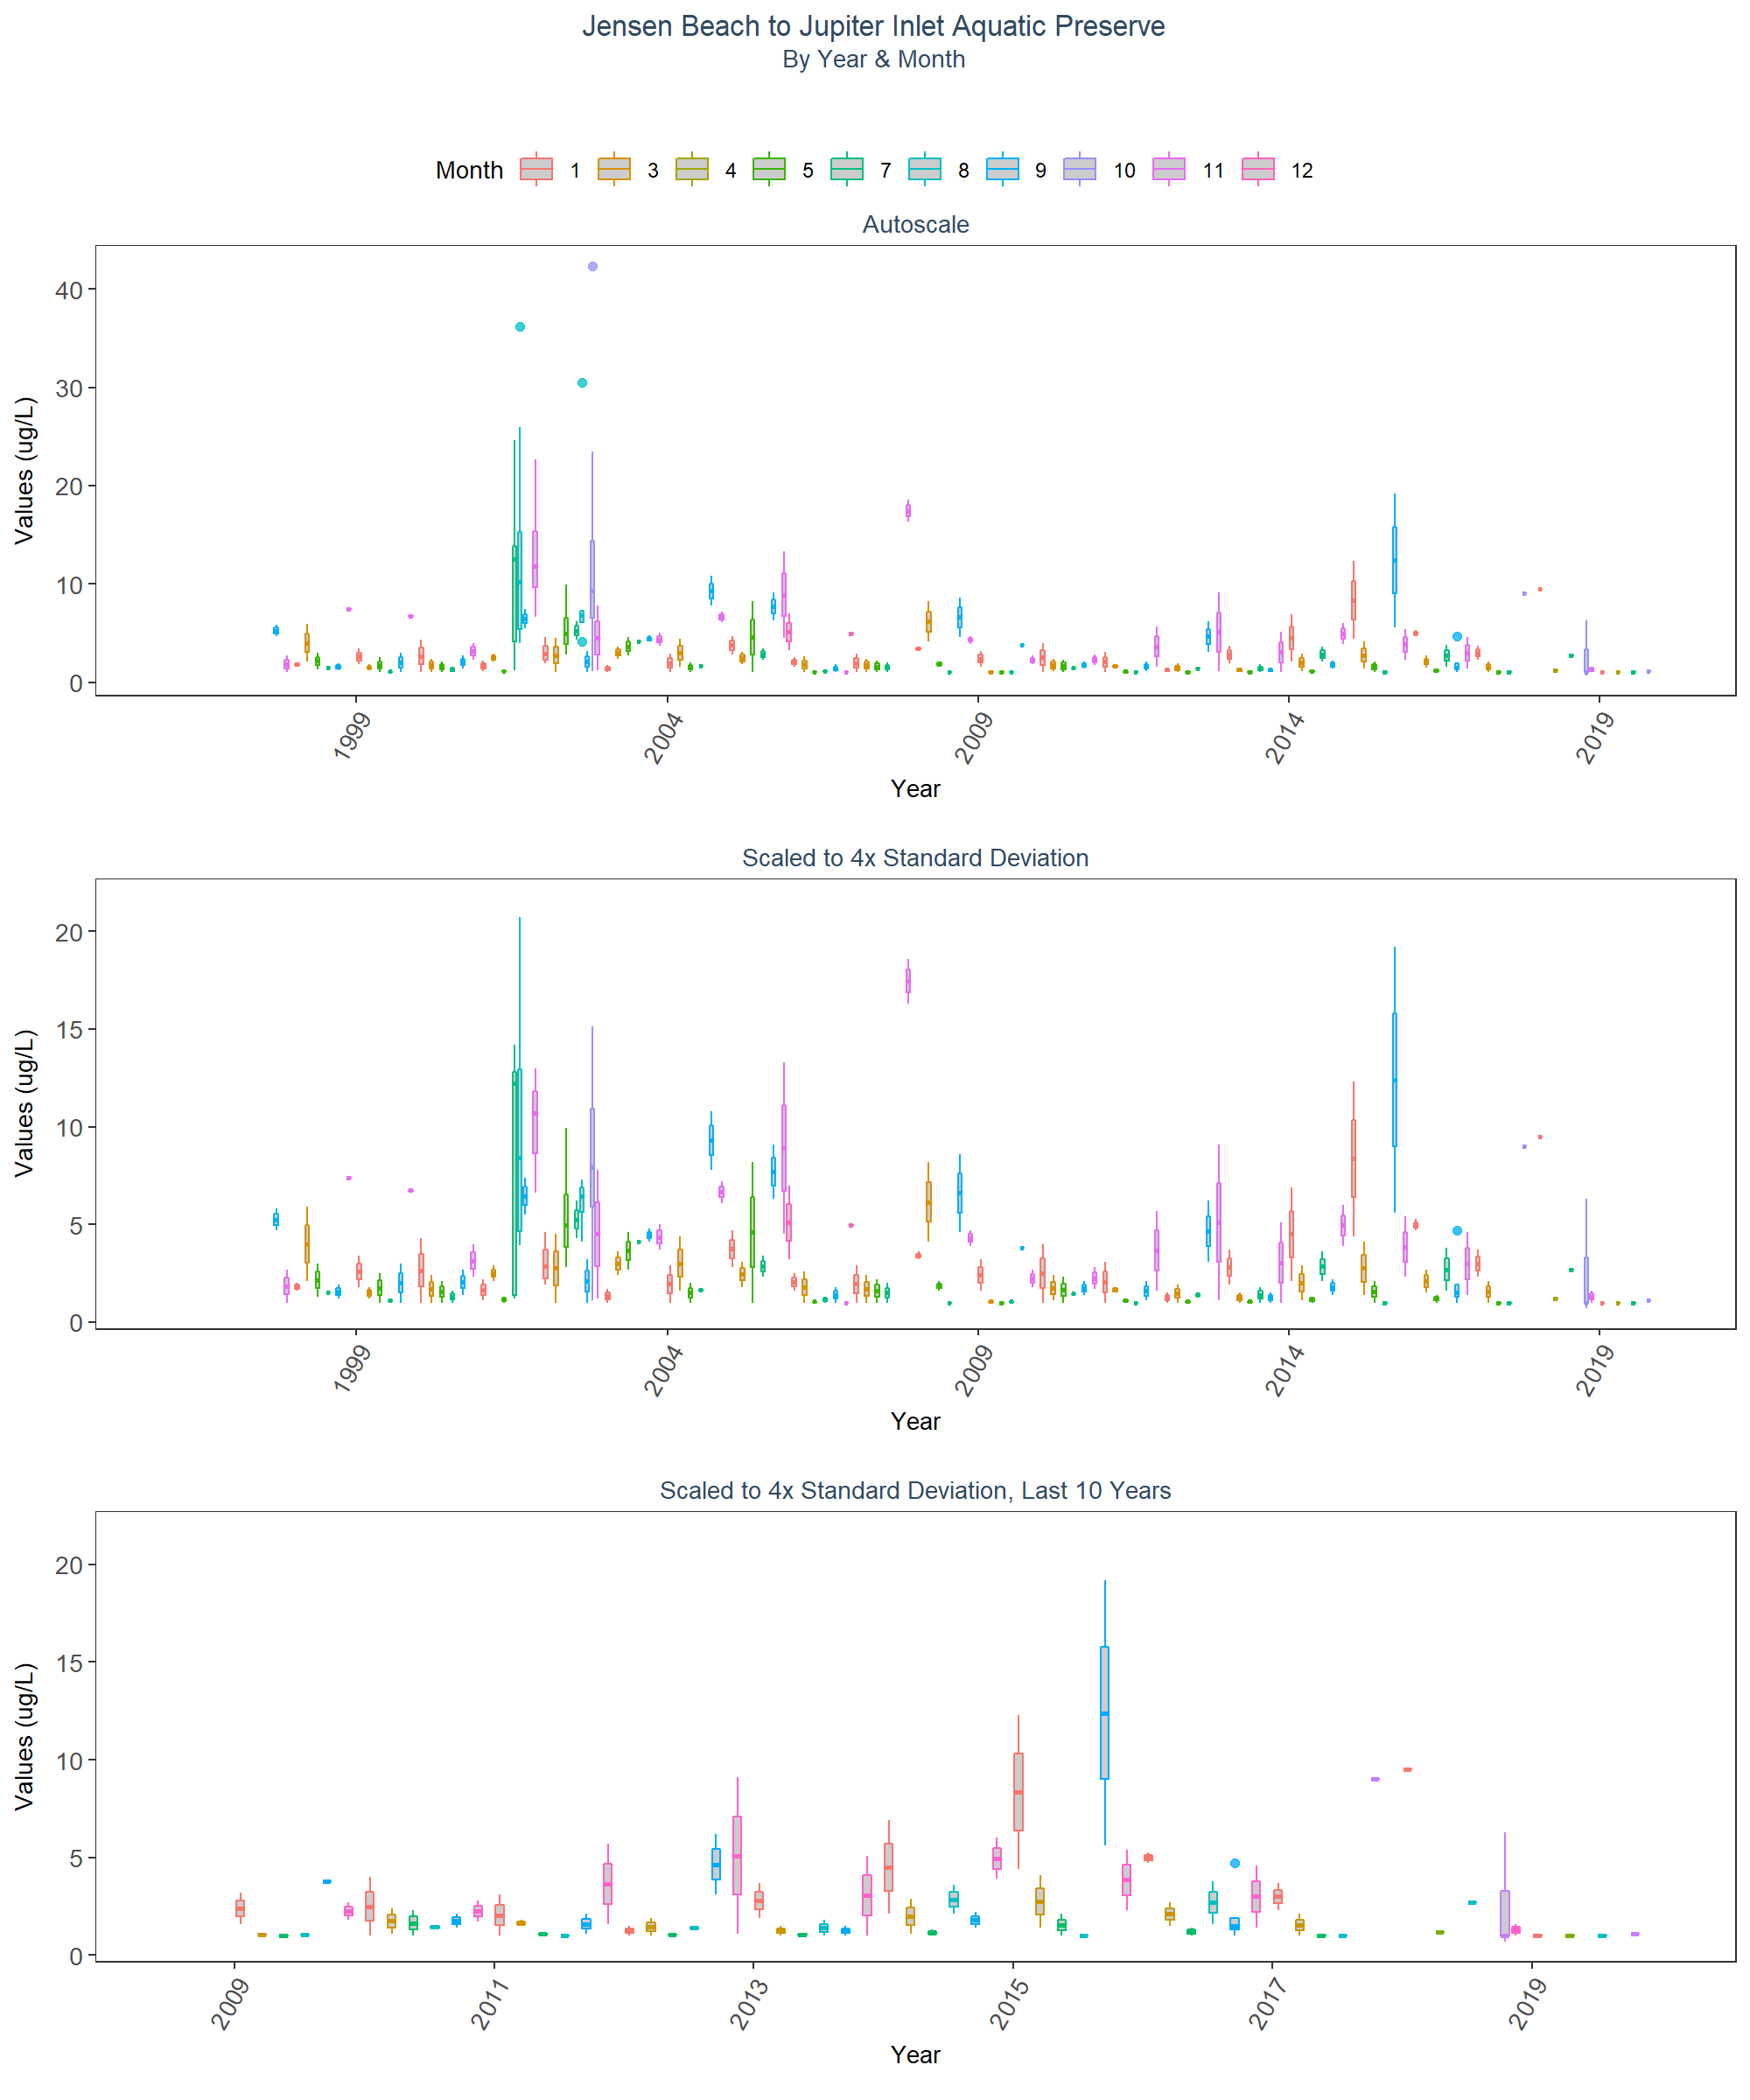 Jensen Beach to Jupiter Inlet Aquatic Preserve
By Year & Month
Month 1 3 4 5 7 8 9 10 11 12
Autoscale
Values (ug/L)
40
30
20
10
0
1999 2004 2009 2014 2019
Year
Scaled to 4x Standard Deviation
Values (ug/L)
20
15
10
5
0
1999 2004 2009 2014 2019
Year
Scaled to 4x Standard Deviation, Last 10 Years
Values (ug/L)
20
15
10
5
0
2009 2011 2013 2015 2017 2019
Year